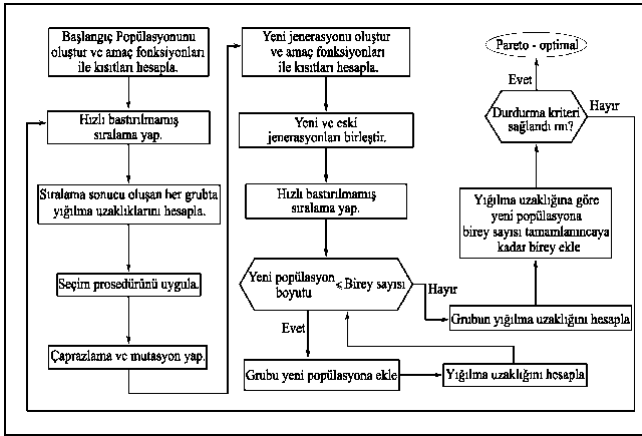 Başlangıç Popülasyonunu
oluştur ve amaç fonksiyonları
ile kısıtları hesapla.
Hızlı bastırılmamış
sıralama yap.
Sıralama sonucu oluşan her grubta
yığılma uzaklıklarını hesapla.
Seçim prosedürünü uygula.
Çaprazlama ve mutasyon yap.
Yeni jenerasyonu oluştur
ve amaç fonksiyonları
ile kısıtları hesapla.
Yeni ve eski
jenerasyonları birleştir.
Hızlı bastırılmamış
sıralama yap.
Yeni popülasyon
boyutu
≤ Birey sayısı
Hayır
Evet
Grubu yeni popülasyona ekle
Yığılma uzaklığını hesapla
Grubun yığılma uzaklığını hesapla
Yığılma uzaklığına göre
yeni popülasyona
birey sayısı tamamlanıncaya
kadar birey ekle
Durdurma kriteri
sağlandı mı?
Evet
Hayır
Pareto - optimal